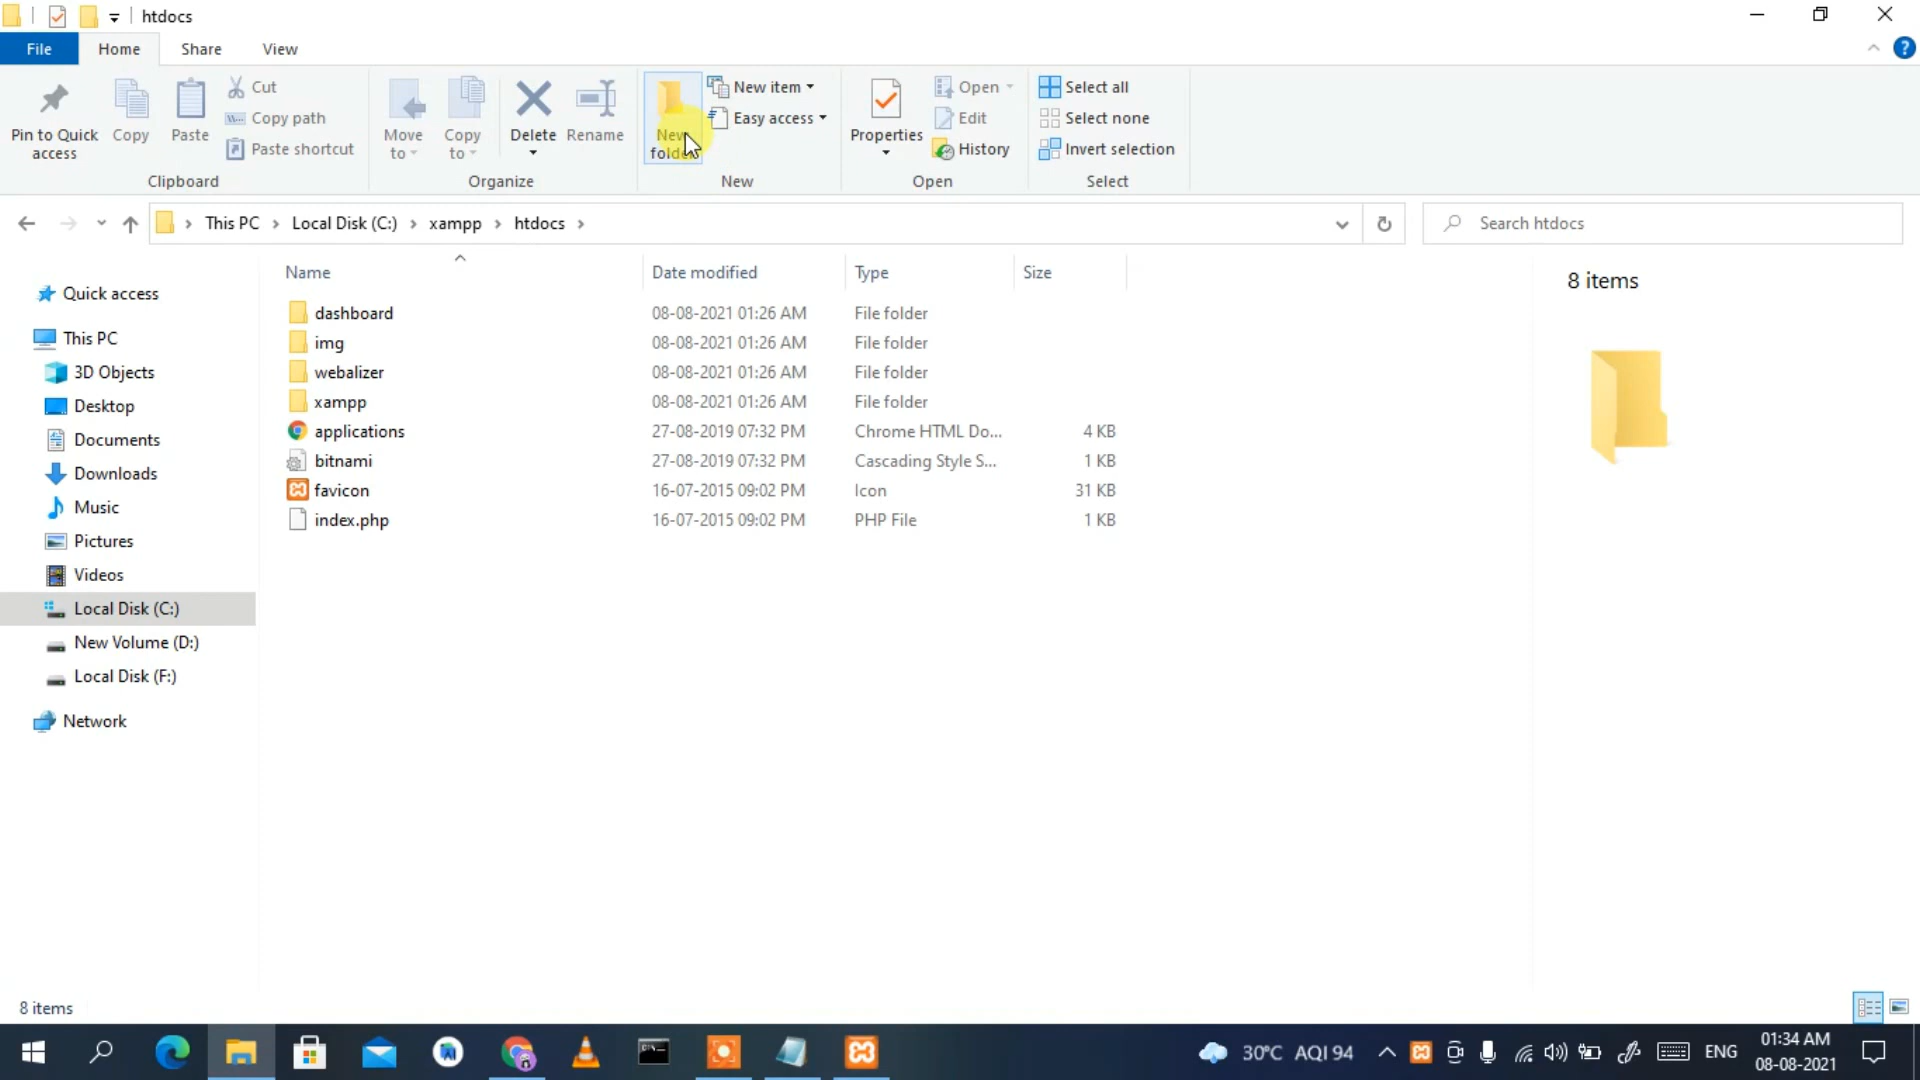 htdocs
File Home Share View
Pin to Quick access
Copy
Paste
Cut
Copy path
Paste shortcut
Clipboard
Move to
Copy to
Delete
Rename
Organize
New folder
New item
Easy access
New
Properties
Open
Edit
History
Open
Select all
Select none
Invert selection
Select
This PC Local Disk (C:) xampp htdocs
Search htdocs
Name Date modified Type Size
dashboard 08-08-2021 01:26 AM File folder
img 08-08-2021 01:26 AM File folder
webalizer 08-08-2021 01:26 AM File folder
xampp 08-08-2021 01:26 AM File folder
applications 27-08-2019 07:32 PM Chrome HTML Do... 4 KB
bitnami 27-08-2019 07:32 PM Cascading Style S... 1 KB
favicon 16-07-2015 09:02 PM Icon 31 KB
index.php 16-07-2015 09:02 PM PHP File 1 KB
Quick access
This PC
3D Objects
Desktop
Documents
Downloads
Music
Pictures
Videos
Local Disk (C:)
New Volume (D:)
Local Disk (F:)
Network
8 items
8 items
30°C AQI 94
ENG
01:34 AM
08-08-2021